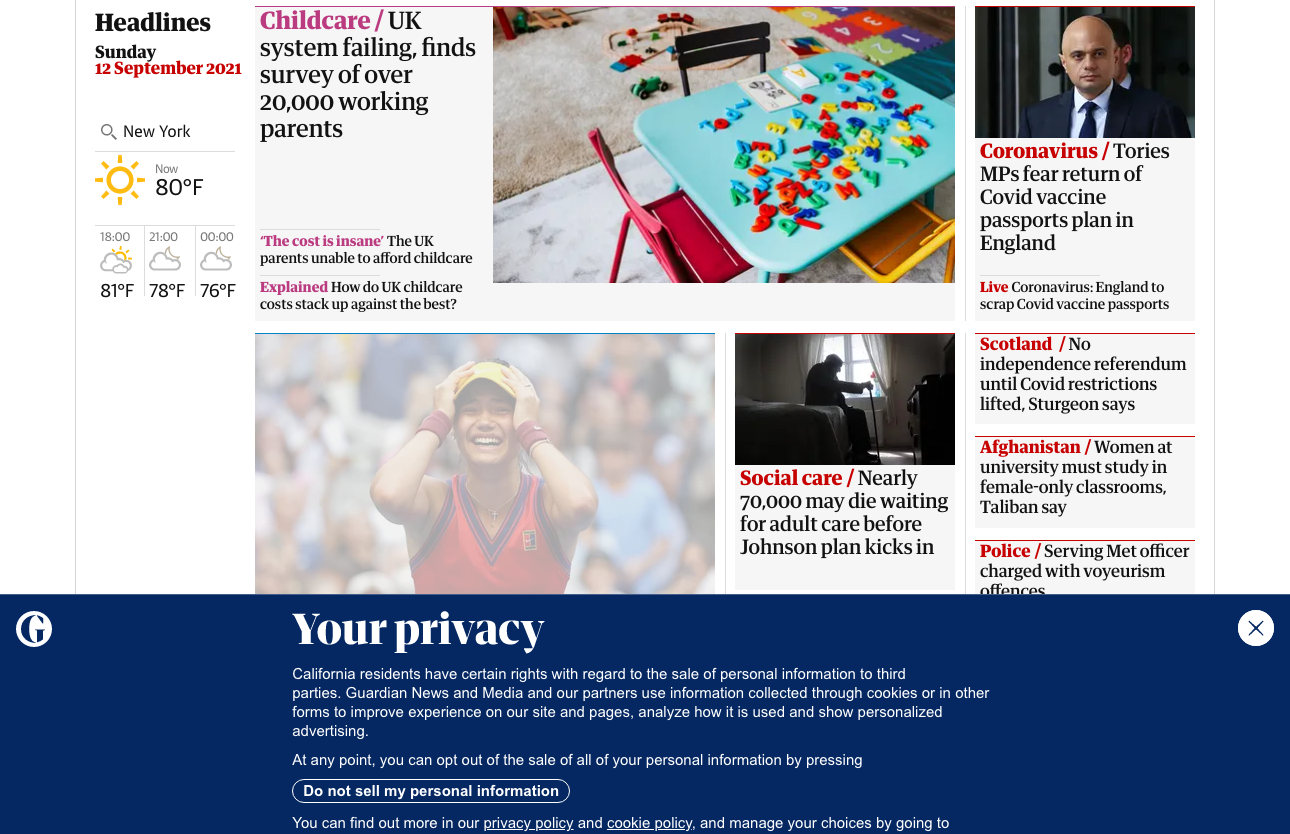 Headlines
Sunday
12 September 2021
New York
Now
80°F
18:00 21:00 00:00
81°F 78°F 76°F
Childcare / UK
system failing, finds
survey of over
20,000 working
parents
‘The cost is insane’ The UK
parents unable to afford childcare
Explained How do UK childcare
costs stack up against the best?
Coronavirus / Tories
MPs fear return of
Covid vaccine
passports plan in
England
Live Coronavirus: England to
scrap Covid vaccine passports
Social care / Nearly
70,000 may die waiting
for adult care before
Johnson plan kicks in
Scotland / No
independence referendum
until Covid restrictions
lifted, Sturgeon says
Afghanistan / Women at
university must study in
female-only classrooms,
Taliban say
Police / Serving Met officer
charged with voyeurism
offences
G
Your privacy
California residents have certain rights with regard to the sale of personal information to third
parties. Guardian News and Media and our partners use information collected through cookies or in other
forms to improve experience on our site and pages, analyze how it is used and show personalized
advertising.
At any point, you can opt out of the sale of all of your personal information by pressing
Do not sell my personal information
You can find out more in our privacy policy and cookie policy, and manage your choices by going to